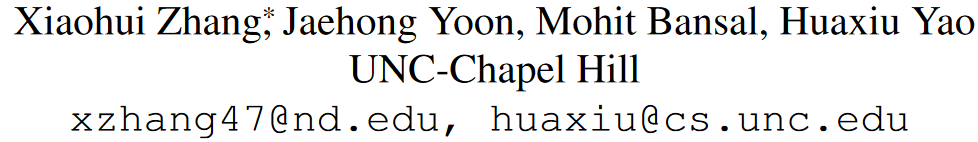 Xiaohui Zhang*, Jaehong Yoon, Mohit Bansal, Huaxiu Yao
UNC-Chapel Hill
xzhang47@nd.edu, huaxiu@cs.unc.edu